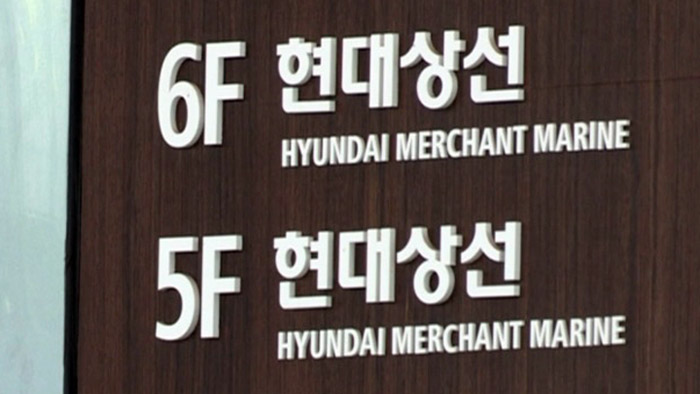 6F 현대상선
HYUNDAI MERCHANT MARINE
5F 현대상선
HYUNDAI MERCHANT MARINE